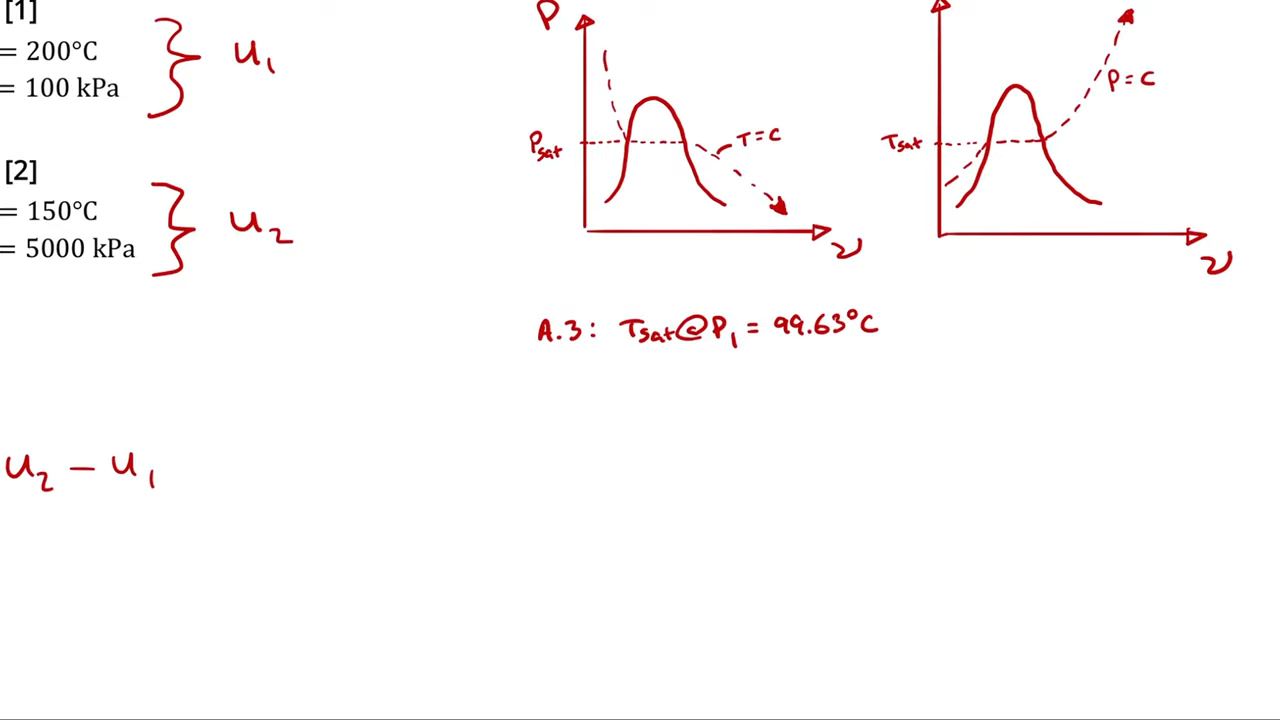 [1]
= 200°C
= 100 kPa
u₁
[2]
= 150°C
= 5000 kPa
u₂
u₂ − u₁
P
Psat
T=C
ν
Tsat
P=C
ν
A.3: Tsat@P₁ = 99.63°C